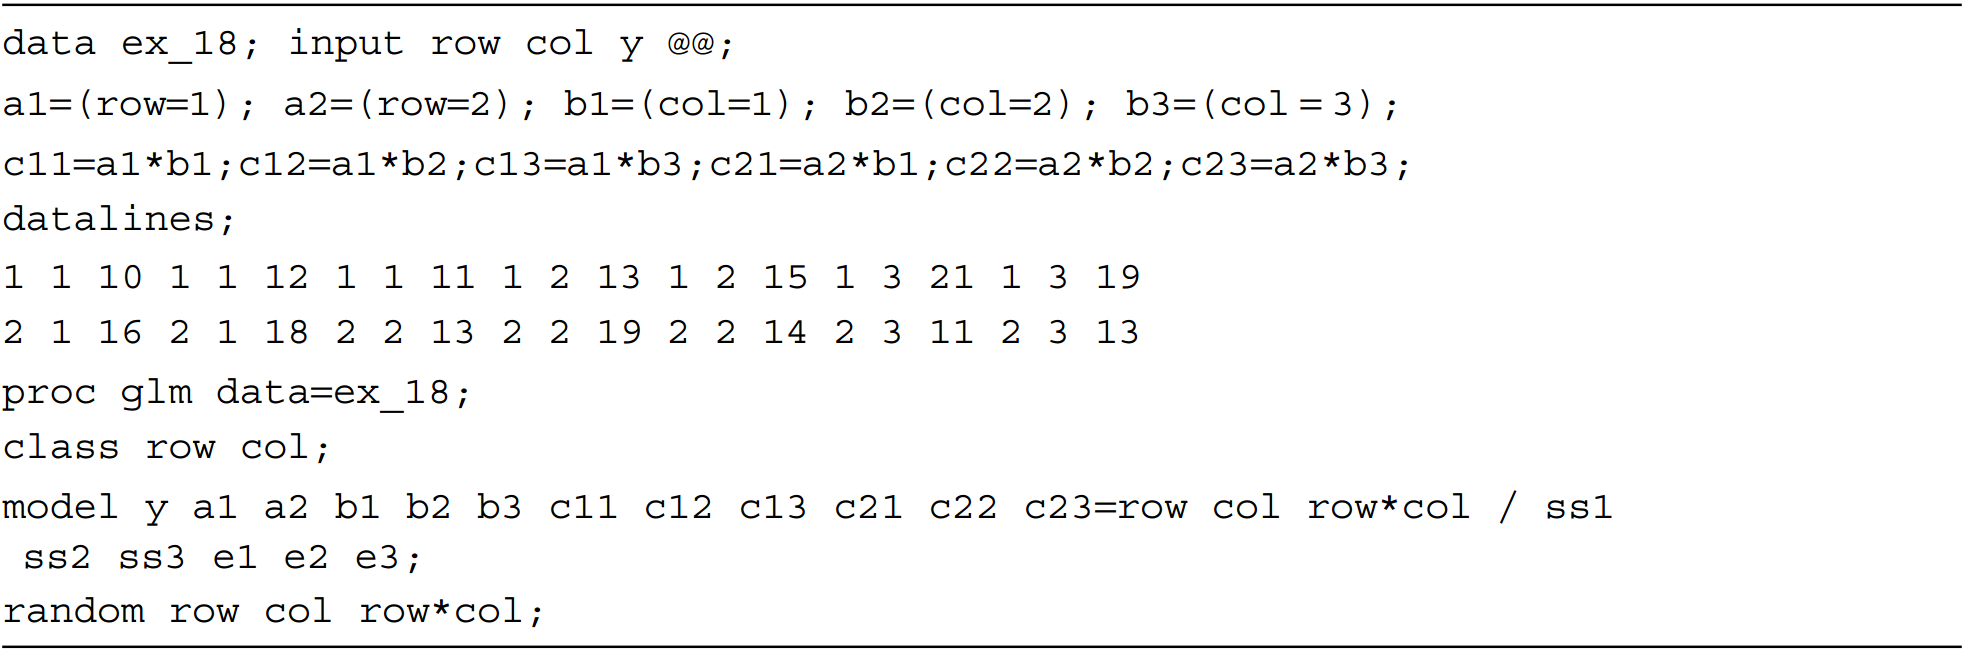 data ex_18; input row col y @@;
a1=(row=1); a2=(row=2); b1=(col=1); b2=(col=2); b3=(col = 3);
c11=a1*b1;c12=a1*b2;c13=a1*b3;c21=a2*b1;c22=a2*b2;c23=a2*b3;
datalines;
1 1 10 1 1 12 1 1 11 1 2 13 1 2 15 1 3 21 1 3 19
2 1 16 2 1 18 2 2 13 2 2 19 2 2 14 2 3 11 2 3 13
proc glm data=ex_18;
class row col;
model y a1 a2 b1 b2 b3 c11 c12 c13 c21 c22 c23=row col row*col / ss1
ss2 ss3 e1 e2 e3;
random row col row*col;